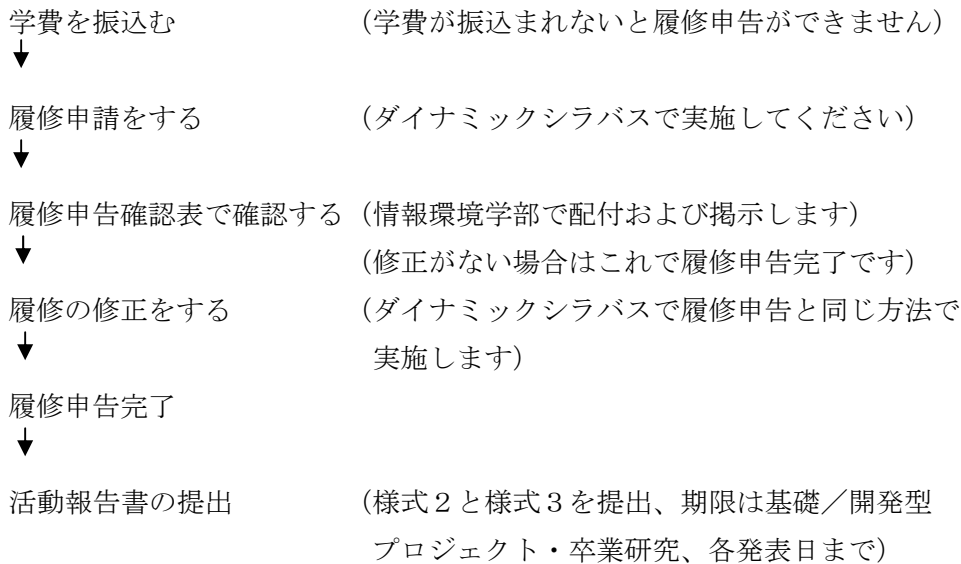 学費を振込む （学費が振込まれないと履修申告ができません）
履修申請をする （ダイナミックシラバスで実施してください）
履修申告確認表で確認する（情報環境学部で配付および掲示します）
（修正がない場合はこれで履修申告完了です）
履修の修正をする （ダイナミックシラバスで履修申告と同じ方法で
実施します）
履修申告完了
活動報告書の提出 （様式２と様式３を提出、期限は基礎／開発型
プロジェクト・卒業研究、各発表日まで）